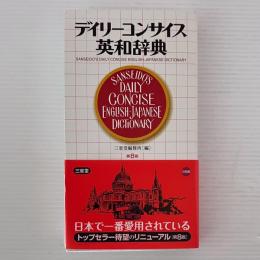 デイリーコンサイス
英和辞典
SANSEIDO'S DAILY CONCISE ENGLISH-JAPANESE DICTIONARY
SANSEIDO'S
DAILY
CONCISE
ENGLISH-JAPANESE
DICTIONARY
三省堂編修所［編］
第8版
三省堂
日本で一番愛用されている
トップセラー待望のリニューアル［第8版］